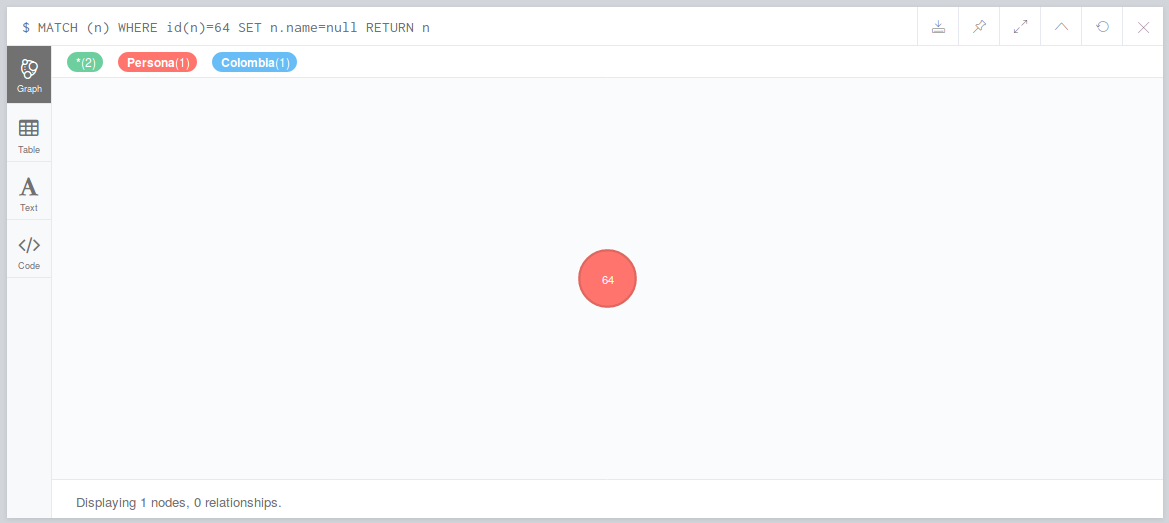 $ MATCH (n) WHERE id(n)=64 SET n.name=null RETURN n
*(2) Persona(1) Colombia(1)
Graph
Table
A
Text
</>
Code
64
Displaying 1 nodes, 0 relationships.